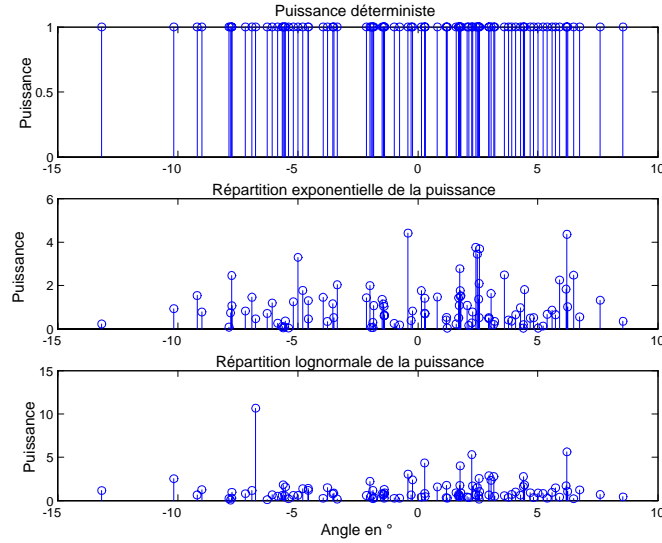 Puissance déterministe
Puissance
1
0.5
0
-15 -10 -5 0 5 10
Répartition exponentielle de la puissance
Puissance
6
4
2
0
-15 -10 -5 0 5 10
Répartition lognormale de la puissance
Puissance
15
10
5
0
-15 -10 -5 0 5 10
Angle en °